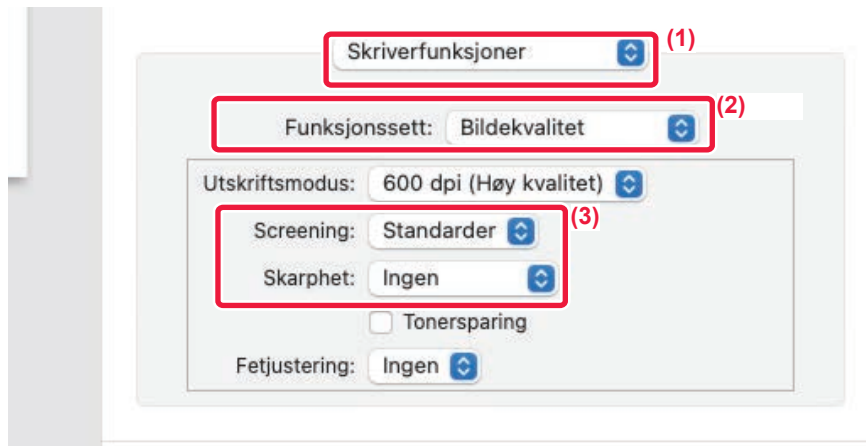 Skriverfunksjoner (1)
Funksjonssett: Bildekvalitet (2)
Utskriftsmodus: 600 dpi (Høy kvalitet)
Screening: Standarder (3)
Skarphet: Ingen
Tonersparing
Fetjustering: Ingen